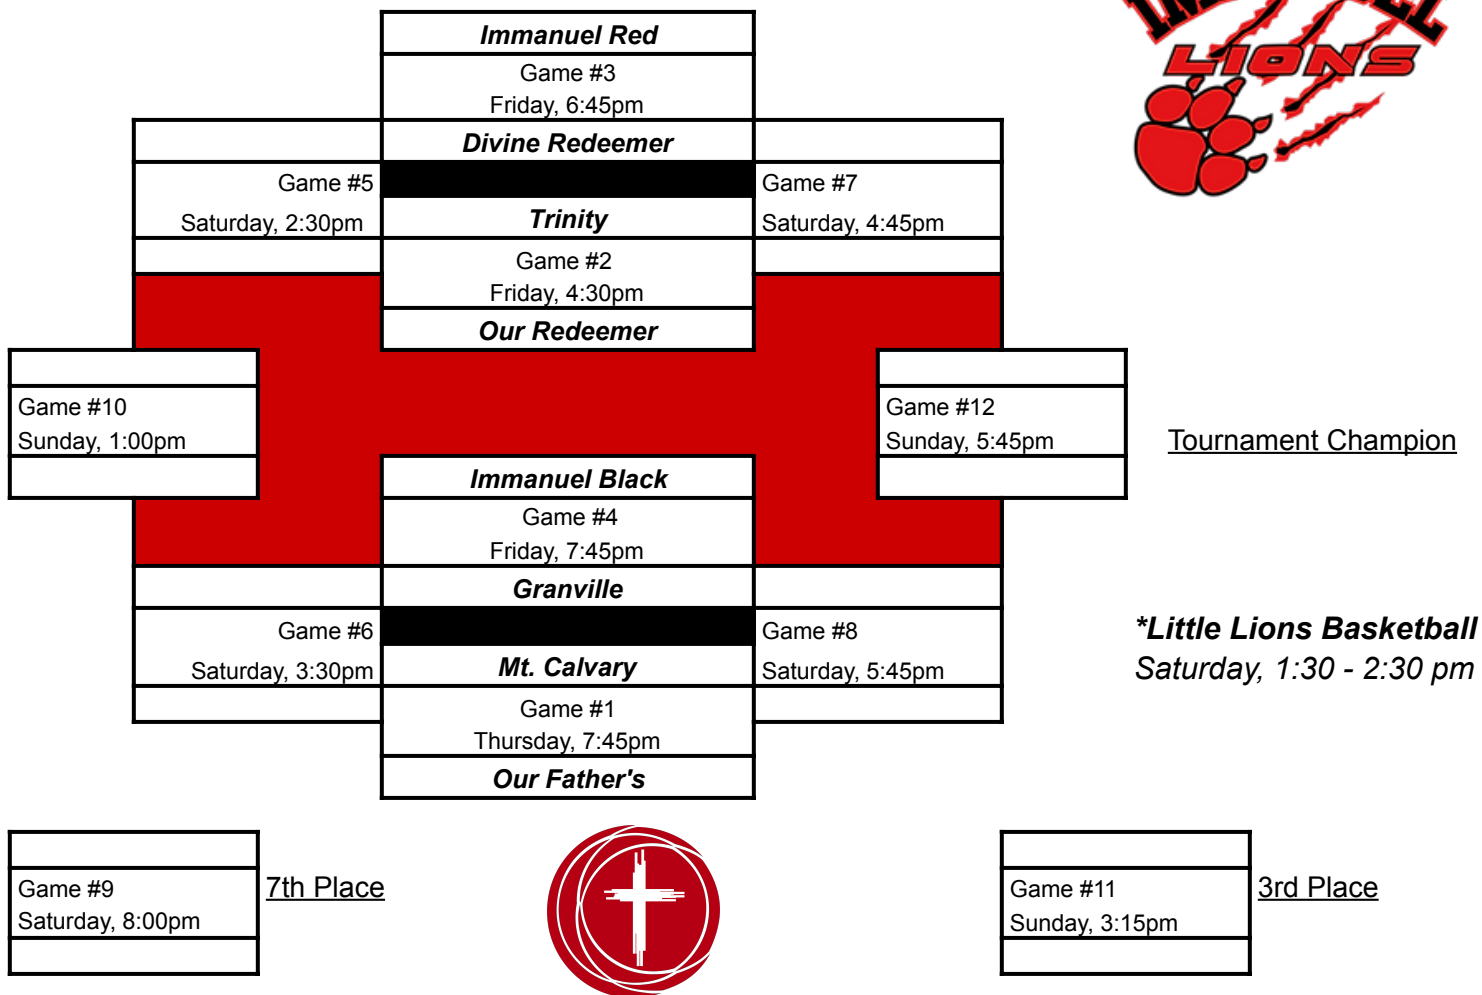 Immanuel Red
Game #3
Friday, 6:45pm
LIONS
Divine Redeemer
Game #5
Saturday, 2:30pm
Game #7
Saturday, 4:45pm
Trinity
Game #2
Friday, 4:30pm
Our Redeemer
Game #10
Sunday, 1:00pm
Game #12
Sunday, 5:45pm
Tournament Champion
Immanuel Black
Game #4
Friday, 7:45pm
Granville
Game #6
Saturday, 3:30pm
Game #8
Saturday, 5:45pm
*Little Lions Basketball
Saturday, 1:30 - 2:30 pm
Mt. Calvary
Game #1
Thursday, 7:45pm
Our Father's
Game #9
Saturday, 8:00pm
7th Place
Game #11
Sunday, 3:15pm
3rd Place